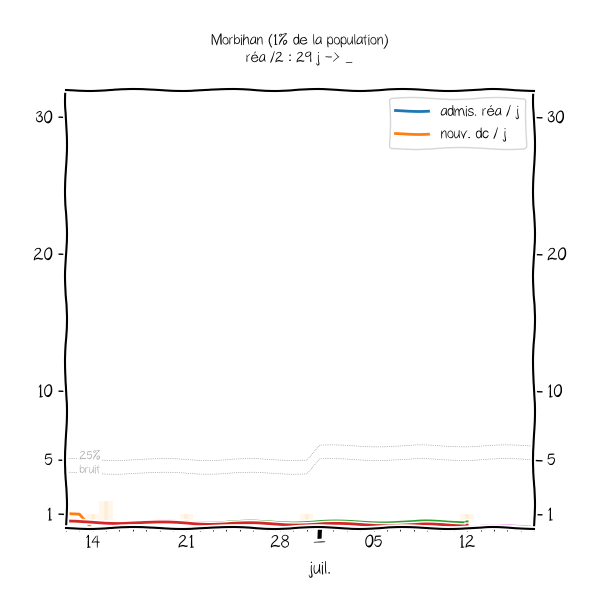 Morbihan (1% de la population)
réa /2 : 29 j -> _
admis. réa / j
nouv. dc / j
30
30
20
20
10
10
5
5
25%
bruit
1
1
14
21
28
05
12
juil.